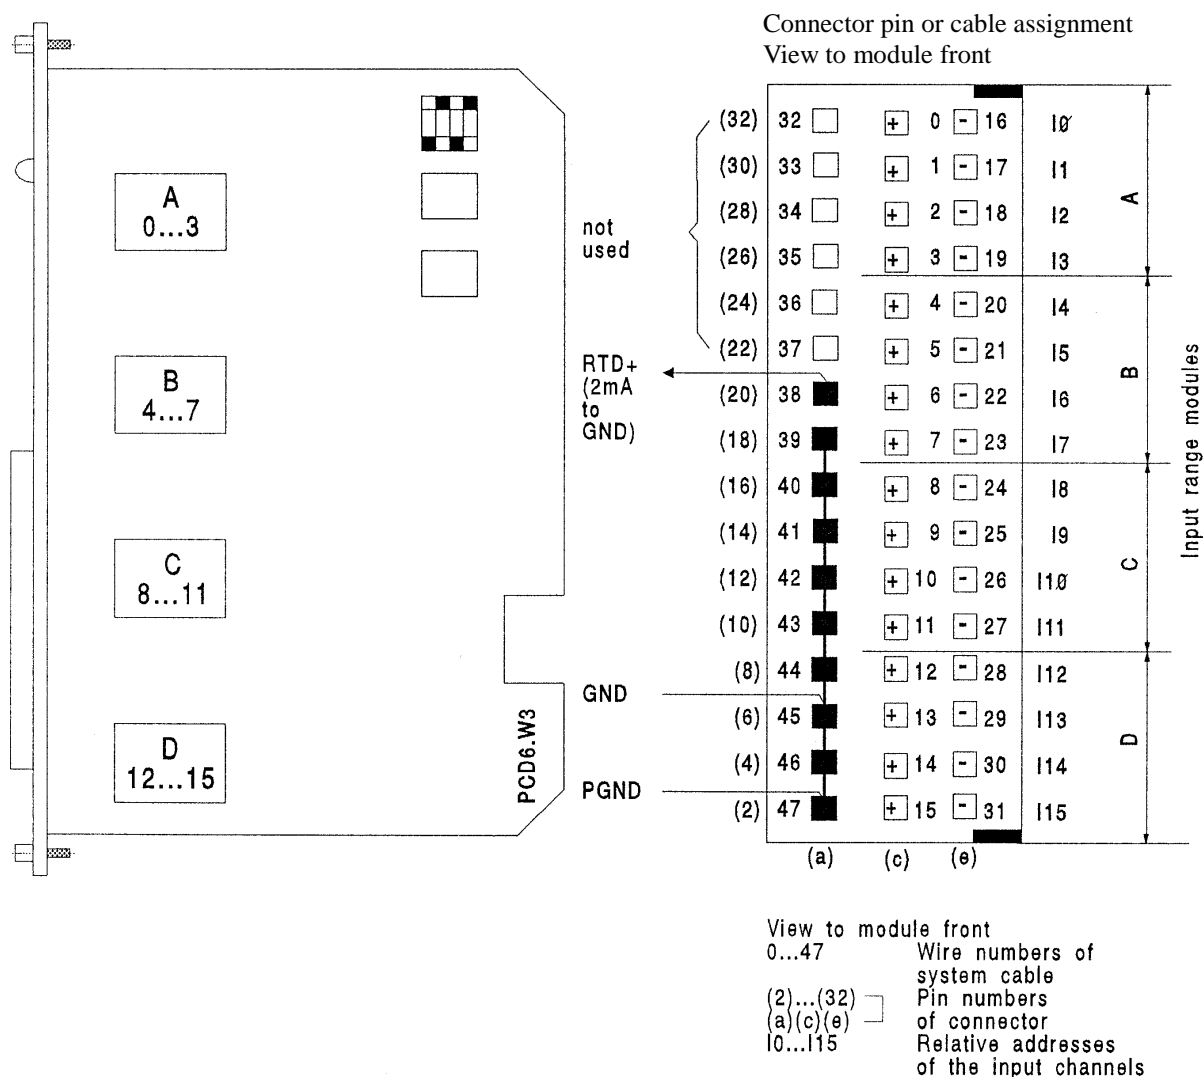 Connector pin or cable assignment
View to module front
A
0...3
B
4...7
C
8...11
D
12...15
PCD6.W3
not
used
RTD+
(2mA
to
GND)
GND
PGND
(32) 32 + 0 - 16 I0
(30) 33 + 1 - 17 I1
(28) 34 + 2 - 18 I2
(26) 35 + 3 - 19 I3
(24) 36 + 4 - 20 I4
(22) 37 + 5 - 21 I5
(20) 38 + 6 - 22 I6
(18) 39 + 7 - 23 I7
(16) 40 + 8 - 24 I8
(14) 41 + 9 - 25 I9
(12) 42 + 10 - 26 I10
(10) 43 + 11 - 27 I11
(8) 44 + 12 - 28 I12
(6) 45 + 13 - 29 I13
(4) 46 + 14 - 30 I14
(2) 47 + 15 - 31 I15
(a) (c) (e)
A
B
C
D
Input range modules
View to module front
0...47 Wire numbers of
system cable
(2)...(32) Pin numbers
(a)(c)(e) of connector
I0...I15 Relative addresses
of the input channels